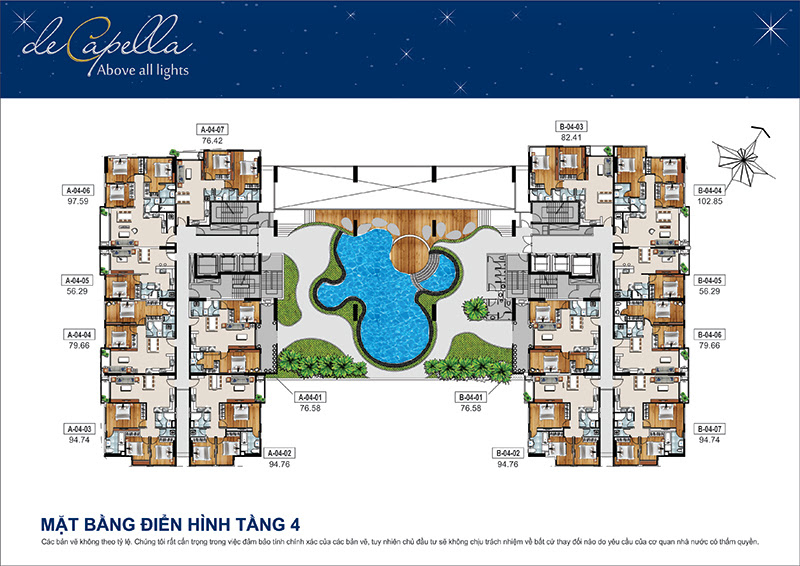 de Capella
Above all lights
A-04-07
76.42
B-04-03
82.41
A-04-06
97.59
B-04-04
102.85
A-04-05
56.29
B-04-05
56.29
A-04-04
79.66
B-04-06
79.66
A-04-01
76.58
B-04-01
76.58
A-04-03
94.74
B-04-07
94.74
A-04-02
94.76
B-04-02
94.76
MẶT BẰNG ĐIỂN HÌNH TẦNG 4
Các bản vẽ không theo tỷ lệ. Chúng tôi rất cẩn trọng trong việc đảm bảo tính chính xác của các bản vẽ, tuy nhiên chủ đầu tư sẽ không chịu trách nhiệm về bất cứ thay đổi nào do yêu cầu của cơ quan nhà nước có thẩm quyền.